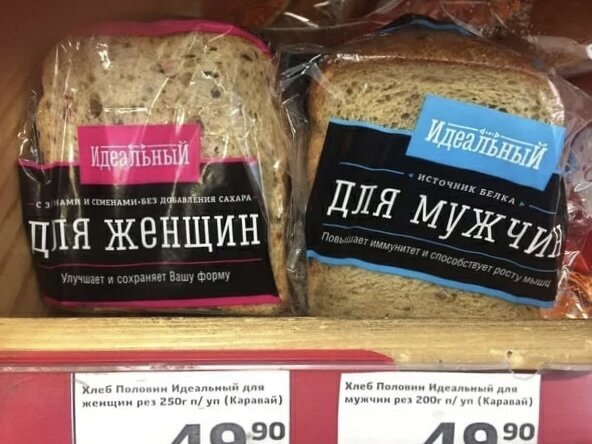 Идеальный
С ЗЁРНАМИ И СЕМЕНАМИ•БЕЗ ДОБАВЛЕНИЯ САХАРА
ДЛЯ ЖЕНЩИН
Улучшает и сохраняет Вашу форму
Идеальный
ИСТОЧНИК БЕЛКА
ДЛЯ МУЖЧИН
Повышает иммунитет и способствует росту мышц
Хлеб Половин Идеальный для
женщин рез 250г п/уп (Каравай)
49 90
Хлеб Половин Идеальный для
мужчин рез 200г п/уп (Каравай)
49 90